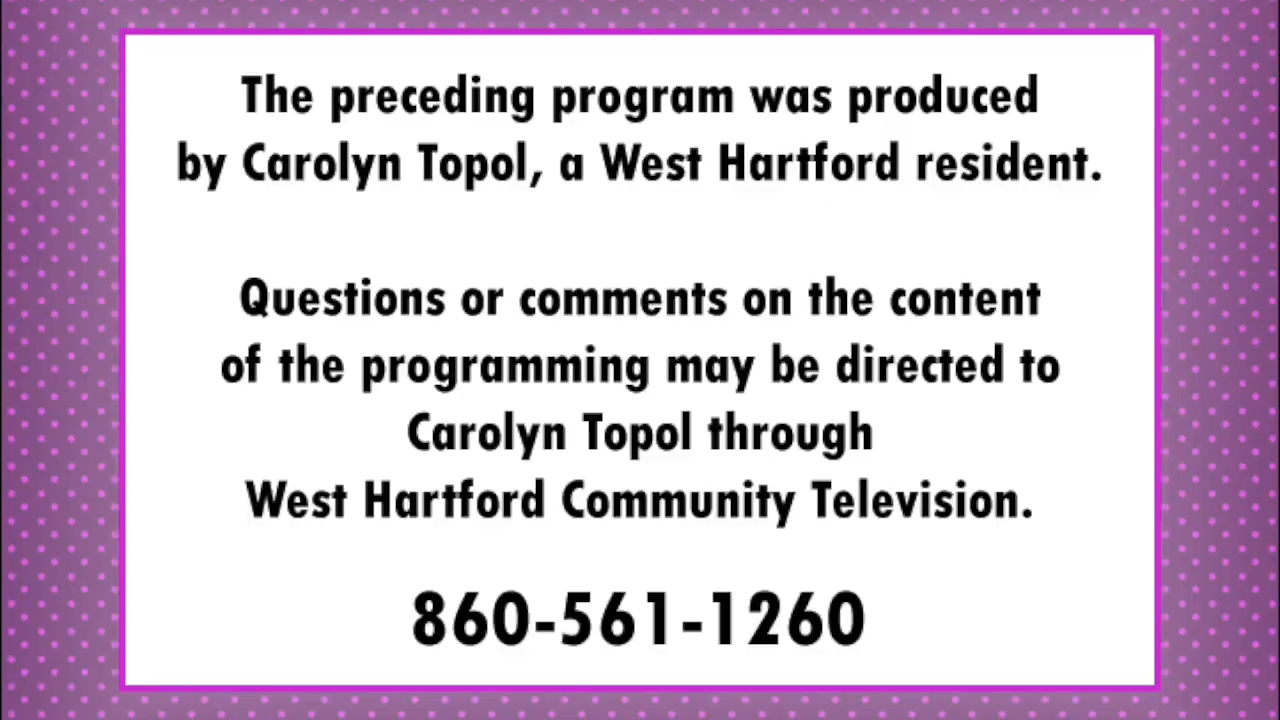 The preceding program was produced
by Carolyn Topol, a West Hartford resident.
Questions or comments on the content
of the programming may be directed to
Carolyn Topol through
West Hartford Community Television.
860-561-1260